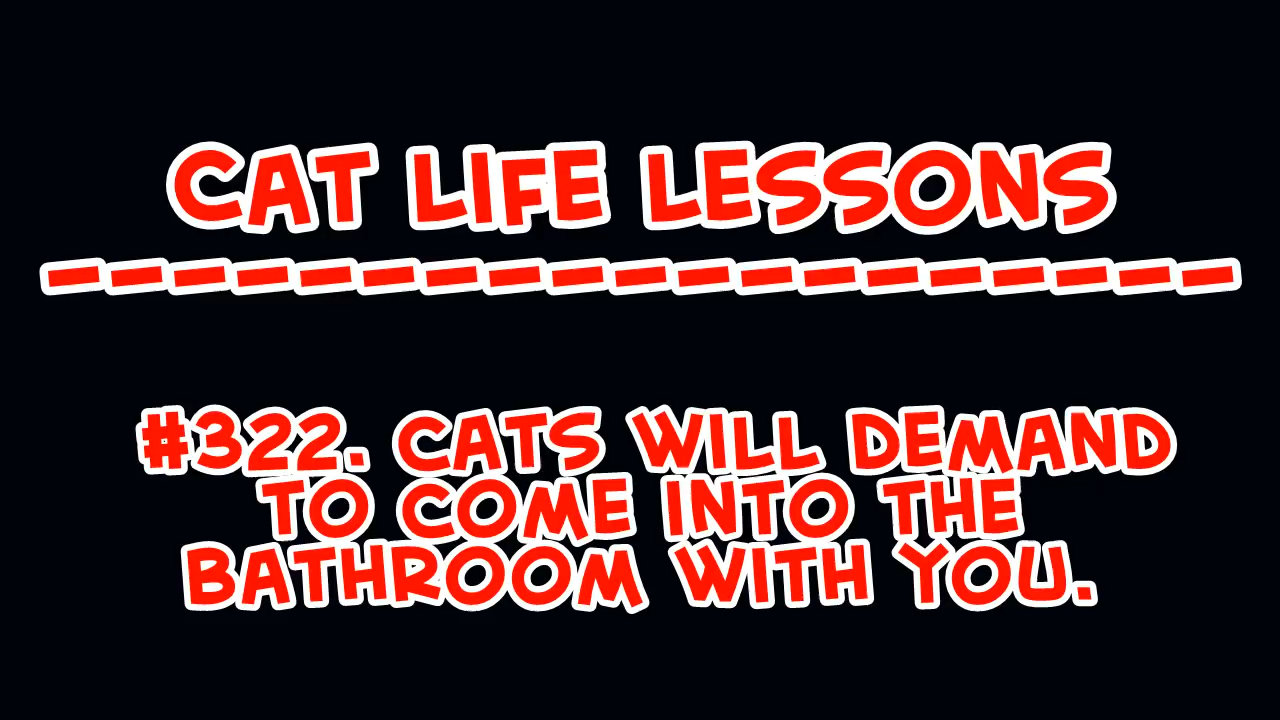 CAT LIFE LESSONS
-------------------
#322. CATS WILL DEMAND
TO COME INTO THE
BATHROOM WITH YOU.